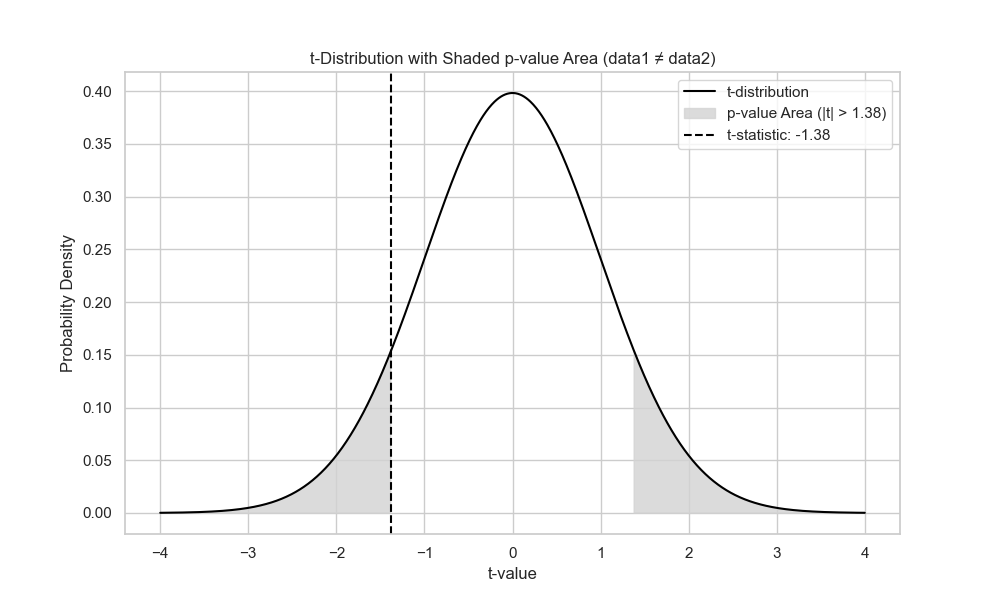 t-Distribution with Shaded p-value Area (data1 ≠ data2)
t-distribution
p-value Area (|t| > 1.38)
t-statistic: -1.38
Probability Density
0.40
0.35
0.30
0.25
0.20
0.15
0.10
0.05
0.00
−4 −3 −2 −1 0 1 2 3 4
t-value